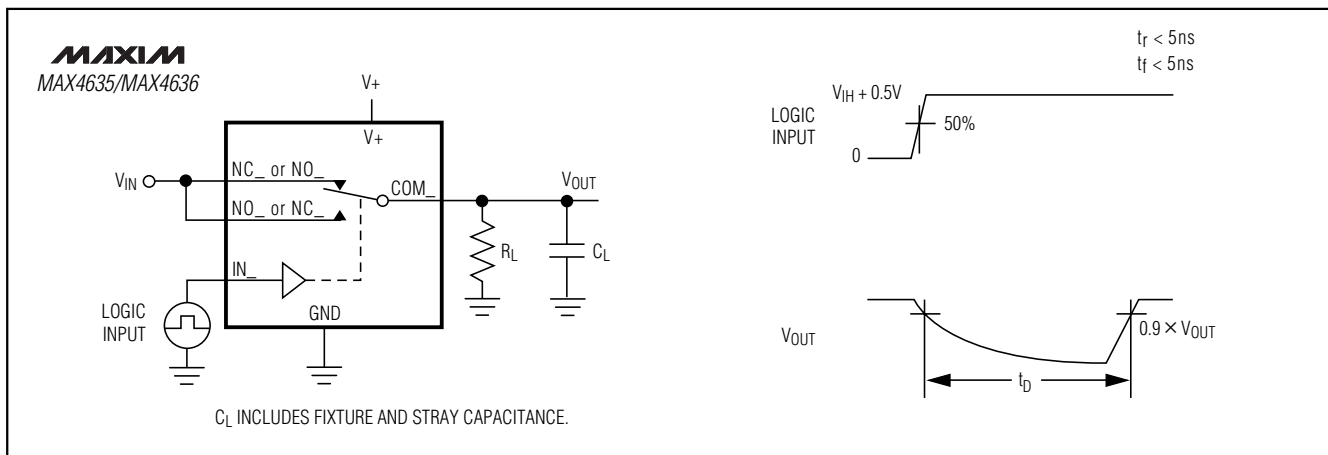 MAXIM
MAX4635/MAX4636
V+
V+
VIN
NC_ or NO_
COM_
VOUT
NO_ or NC_
RL
CL
IN_
LOGIC
INPUT
GND
CL INCLUDES FIXTURE AND STRAY CAPACITANCE.
tr < 5ns
tf < 5ns
LOGIC
INPUT
VIH + 0.5V
50%
0
VOUT
0.9 × VOUT
tD